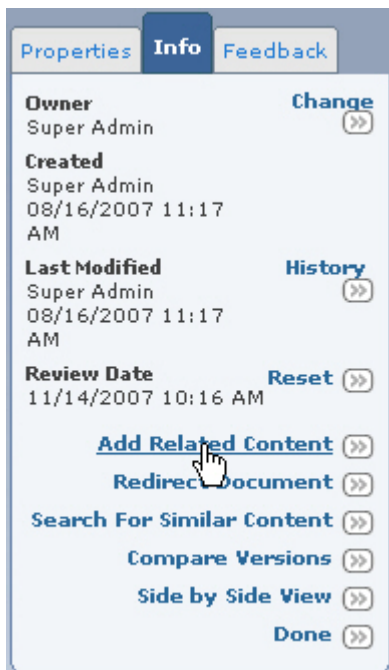 Properties Info Feedback
Owner Change
Super Admin
Created
Super Admin
08/16/2007 11:17
AM
Last Modified History
Super Admin
08/16/2007 11:17
AM
Review Date Reset
11/14/2007 10:16 AM
Add Related Content
Redirect Document
Search For Similar Content
Compare Versions
Side by Side View
Done